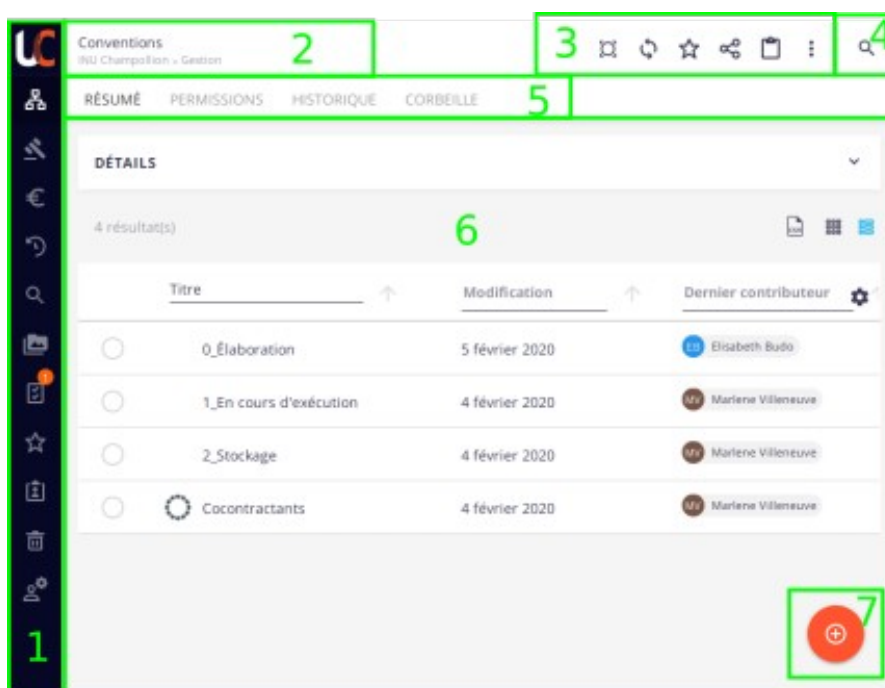 UC
Conventions
INU Champollion > Gestion
2
3
4
RÉSUMÉ PERMISSIONS HISTORIQUE CORBEILLE
5
DÉTAILS
4 résultat(s)
6
Titre Modification Dernier contributeur
0_Élaboration 5 février 2020 EB Elisabeth Budo
1_En cours d'exécution 4 février 2020 MV Marlene Villeneuve
1
2_Stockage 4 février 2020 MV Marlene Villeneuve
Cocontractants 4 février 2020 MV Marlene Villeneuve
7
1